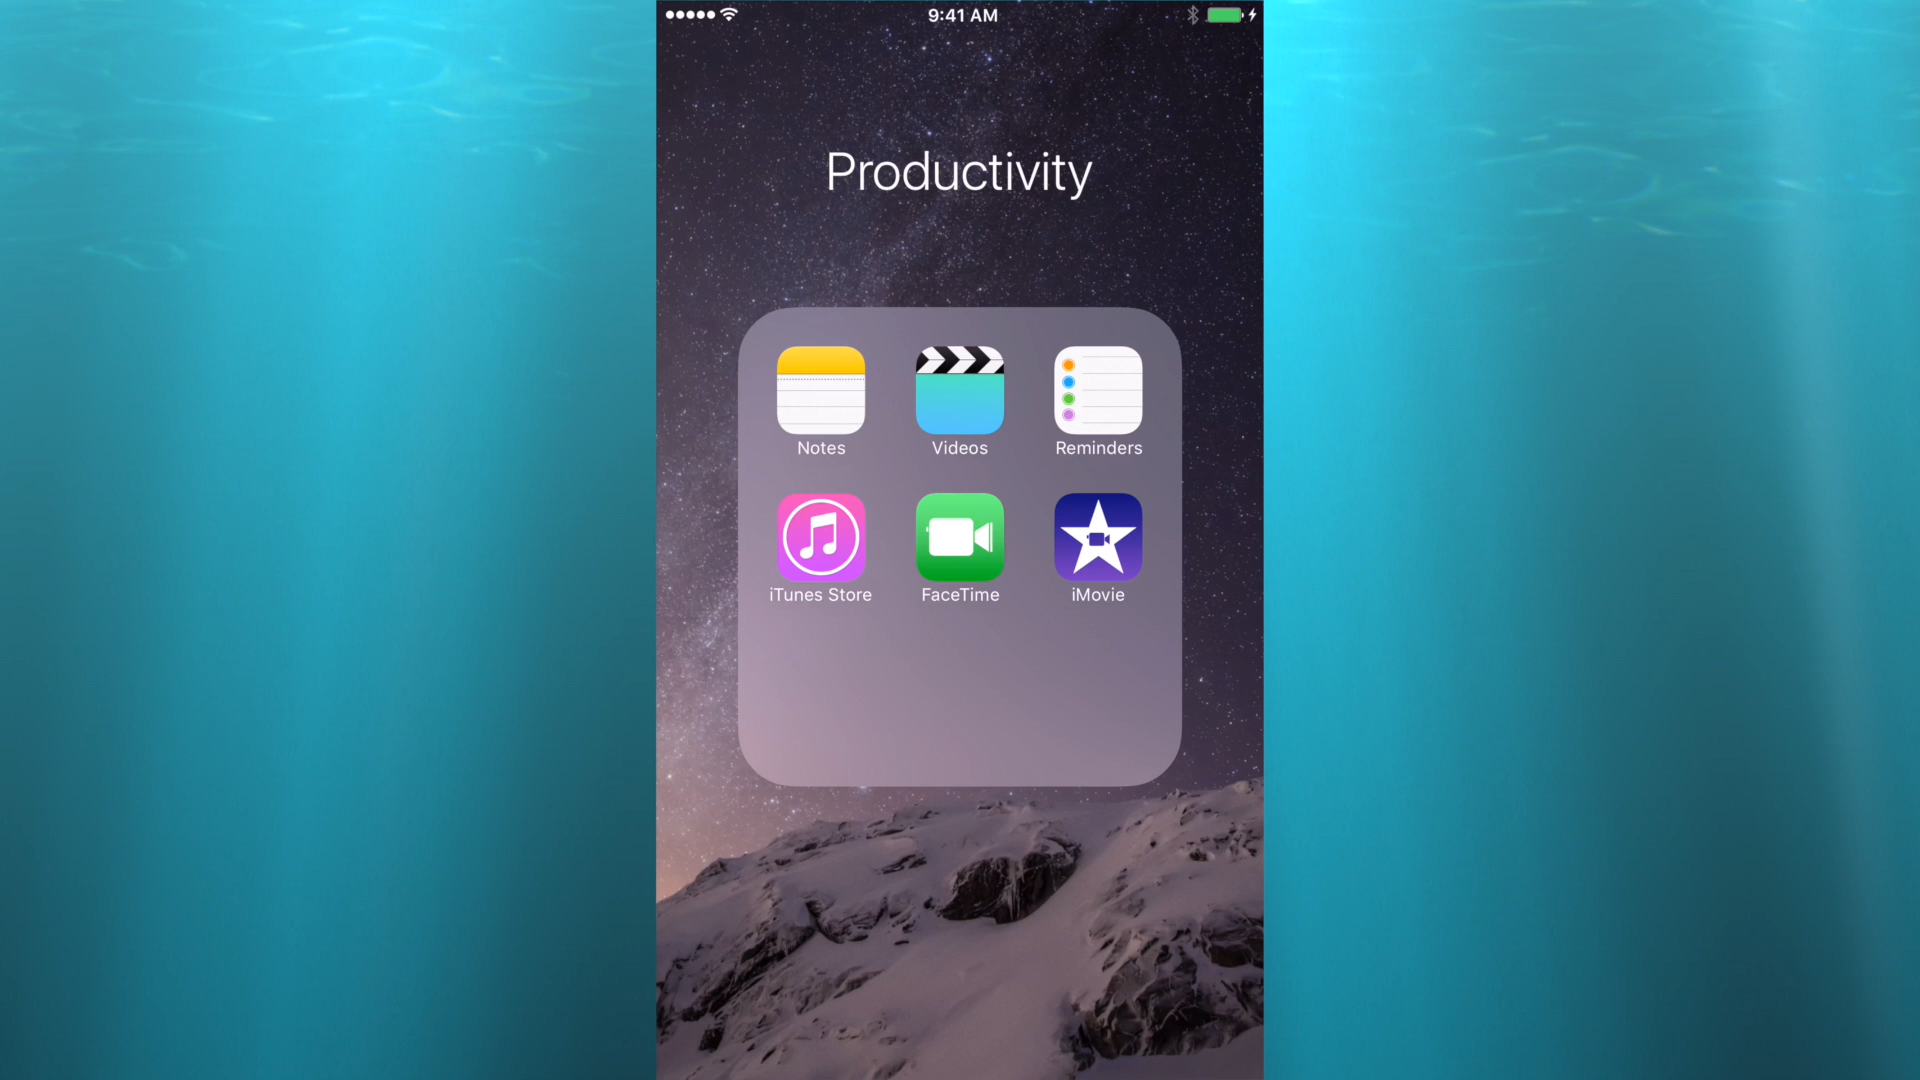 9:41 AM
Productivity
Notes Videos Reminders
iTunes Store FaceTime iMovie